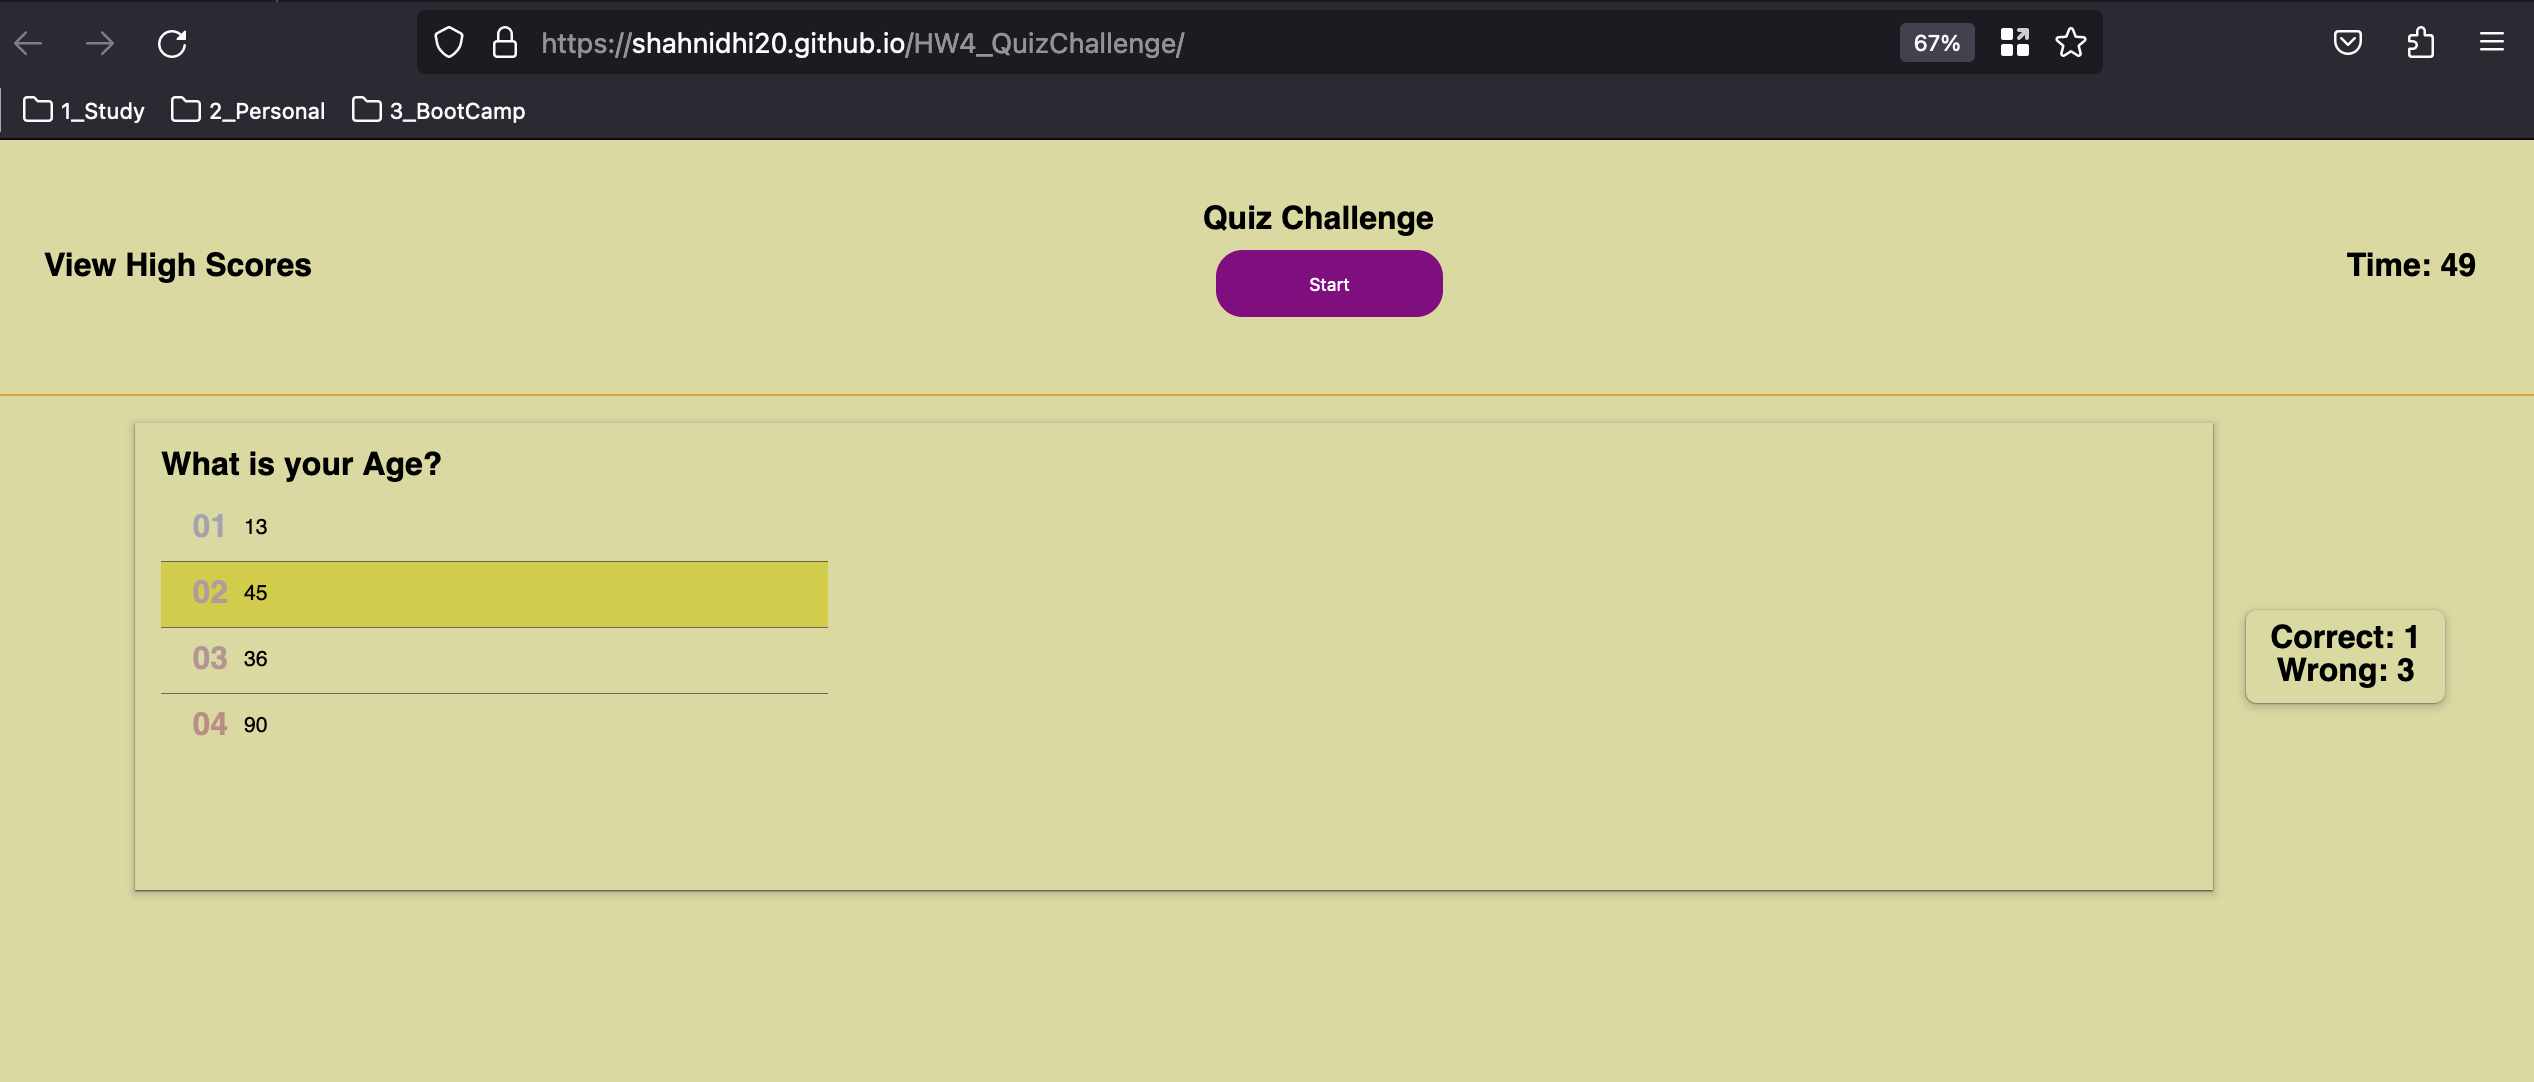 https://shahnidhi20.github.io/HW4_QuizChallenge/
67%
1_Study
2_Personal
3_BootCamp
Quiz Challenge
View High Scores
Start
Time: 49
What is your Age?
01 13
02 45
03 36
04 90
Correct: 1
Wrong: 3